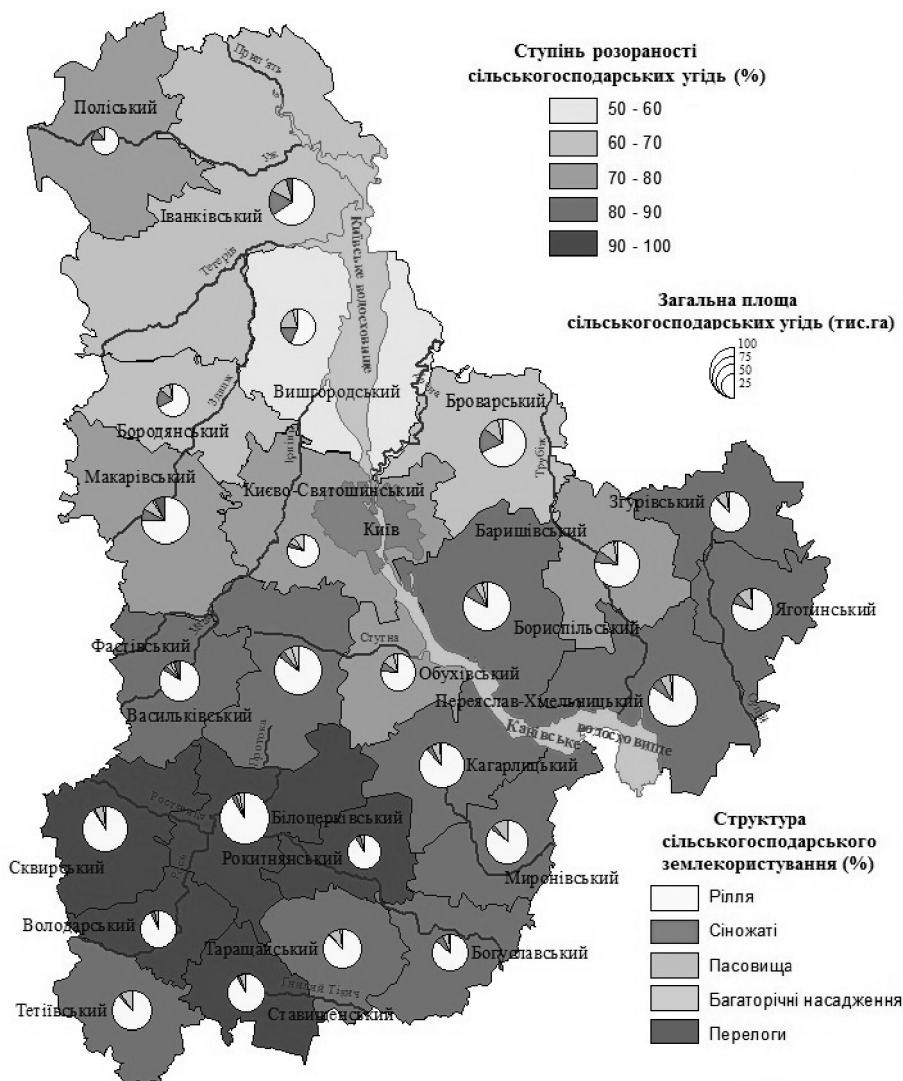 Ступінь розораності
сільськогосподарських угідь (%)
50 - 60
60 - 70
70 - 80
80 - 90
90 - 100
Загальна площа
сільськогосподарських угідь (тис.га)
100
75
50
25
Прип'ять
Поліський
Уж
Іванківський
Тетерів
Київське водосховище
Вишгородський
Здвиж
Бородянський
Броварський
Ірпінь
Трубіж
Макарівський
Києво-Святошинський
Київ
Згурівський
Баришівський
Яготинський
Бориспільський
Фастівський
Стугна
Обухівський
Васильківський
Переяслав-Хмельницький
Канівське водосховище
Протока
Кагарлицький
Білоцерківський
Сквирський
Рокитнянський
Миронівський
Володарський
Таращанський
Богуславський
Гнилий Тікич
Тетіївський
Ставищенський
Структура
сільськогосподарського
землекористування (%)
Рілля
Сіножаті
Пасовища
Багаторічні насадження
Перелоги